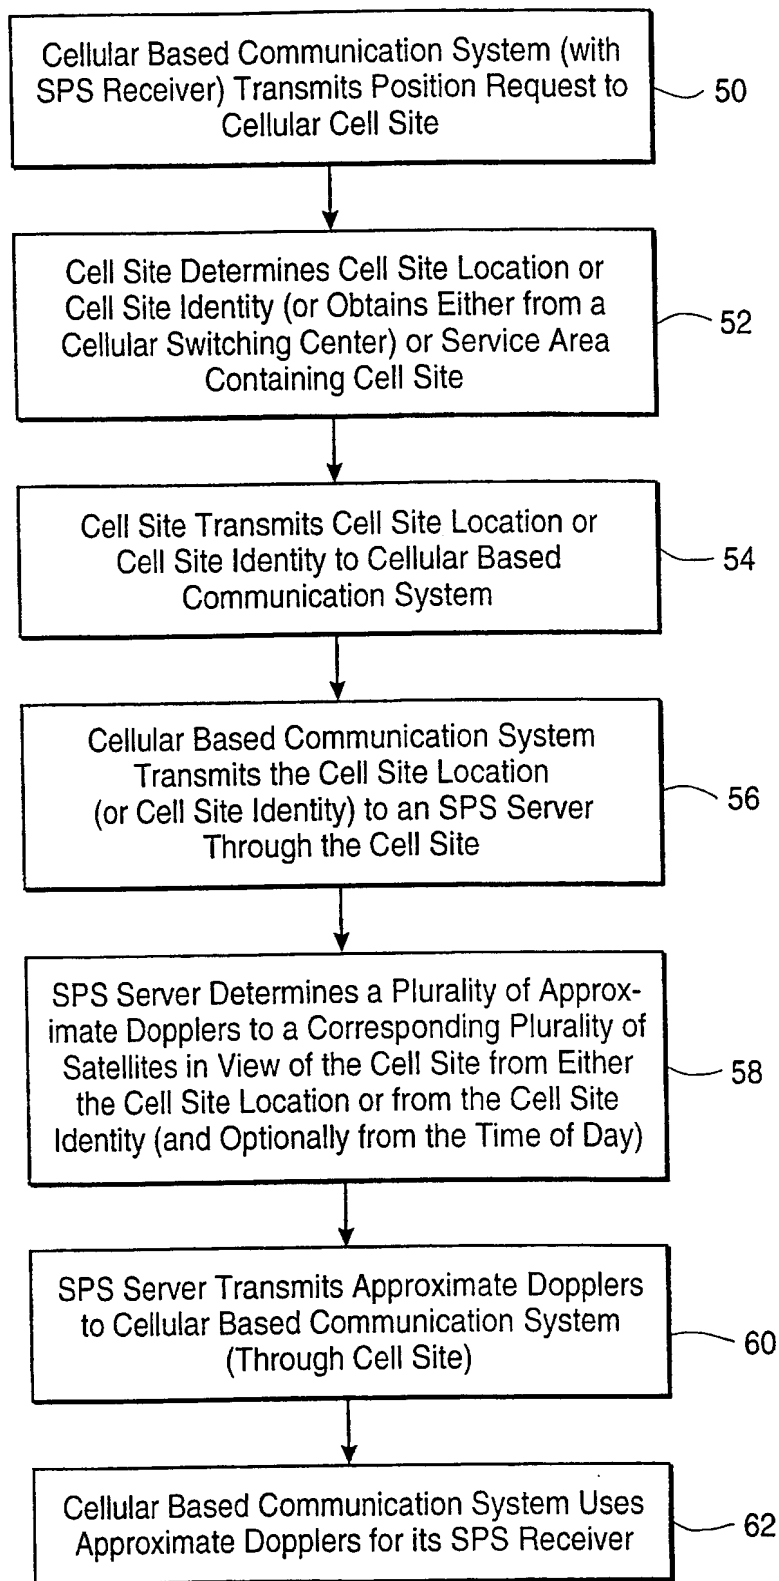 Cellular Based Communication System (with
SPS Receiver) Transmits Position Request to
Cellular Cell Site
50
Cell Site Determines Cell Site Location or
Cell Site Identity (or Obtains Either from a
Cellular Switching Center) or Service Area
Containing Cell Site
52
Cell Site Transmits Cell Site Location or
Cell Site Identity to Cellular Based
Communication System
54
Cellular Based Communication System
Transmits the Cell Site Location
(or Cell Site Identity) to an SPS Server
Through the Cell Site
56
SPS Server Determines a Plurality of Approx-
imate Dopplers to a Corresponding Plurality of
Satellites in View of the Cell Site from Either
the Cell Site Location or from the Cell Site
Identity (and Optionally from the Time of Day)
58
SPS Server Transmits Approximate Dopplers
to Cellular Based Communication System
(Through Cell Site)
60
Cellular Based Communication System Uses
Approximate Dopplers for its SPS Receiver
62